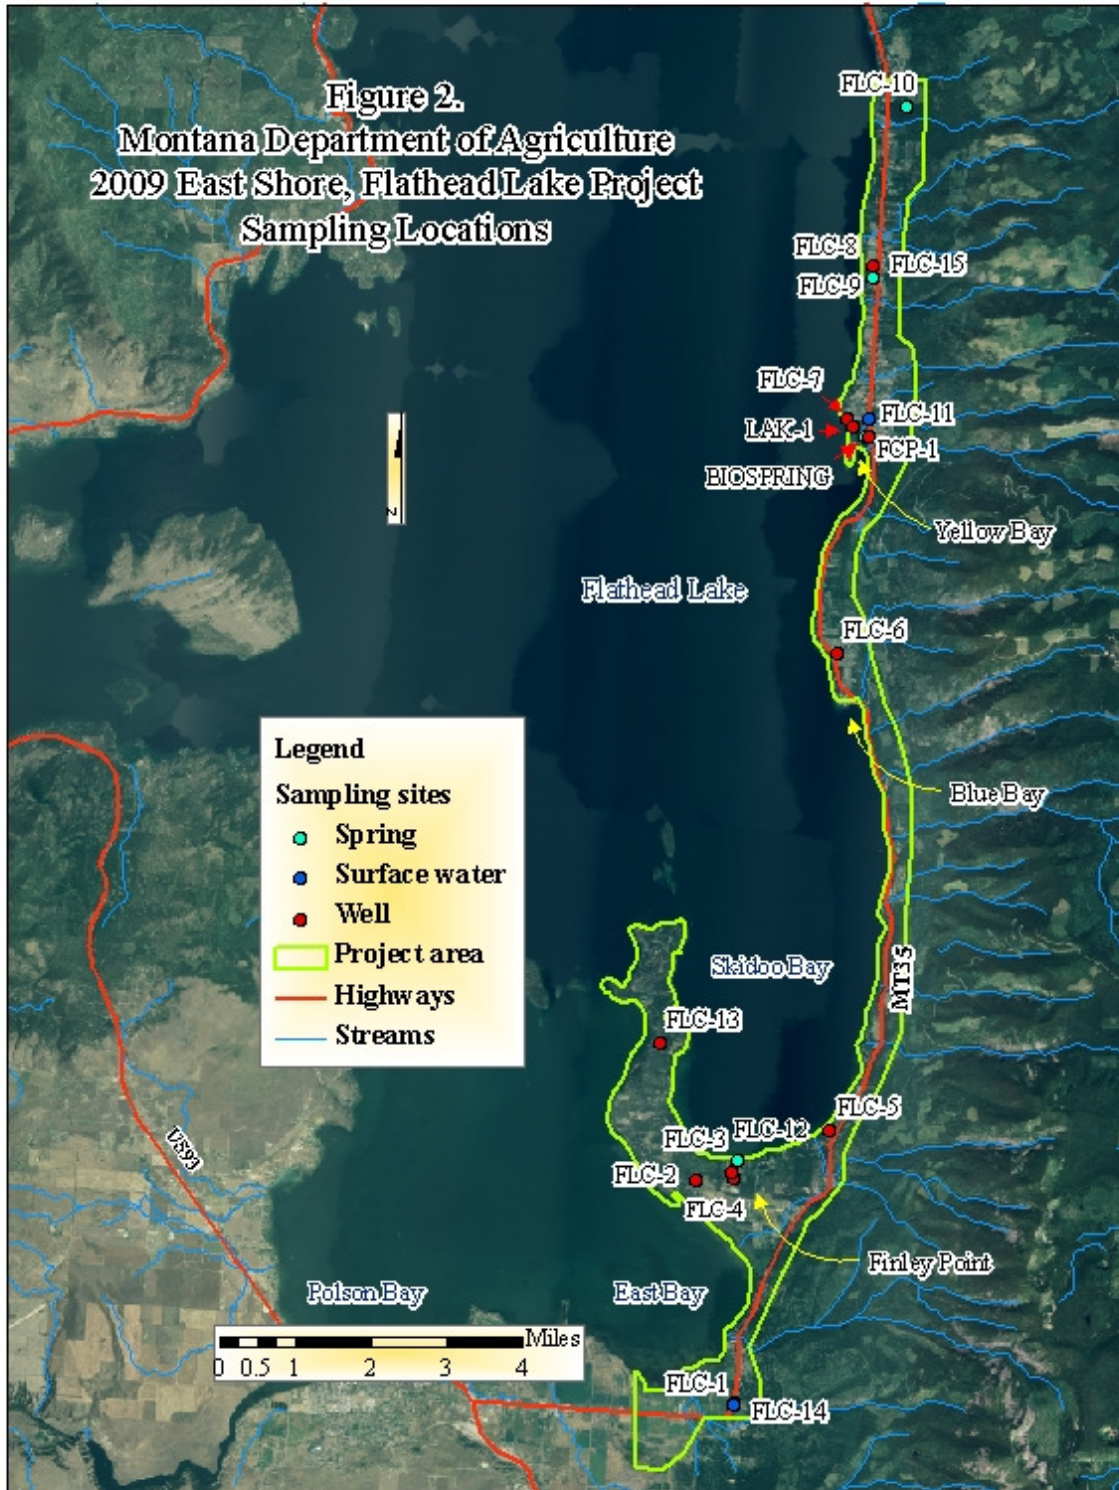 Figure 2.
Montana Department of Agriculture
2009 East Shore, Flathead Lake Project
Sampling Locations
FLC-10
FLC-8
FLC-15
FLC-9
FLC-7
FLC-11
LAK-1
FCP-1
BIOSPRING
Yellow Bay
Flathead Lake
FLC-6
Blue Bay
Legend
Sampling sites
Spring
Surface water
Well
Project area
Highways
Streams
N
Skidoo Bay
MT35
FLC-13
FLC-5
FLC-12
FLC-3
FLC-2
FLC-4
US93
Finley Point
Polson Bay
East Bay
Miles
0 0.5 1 2 3 4
FLC-1
FLC-14